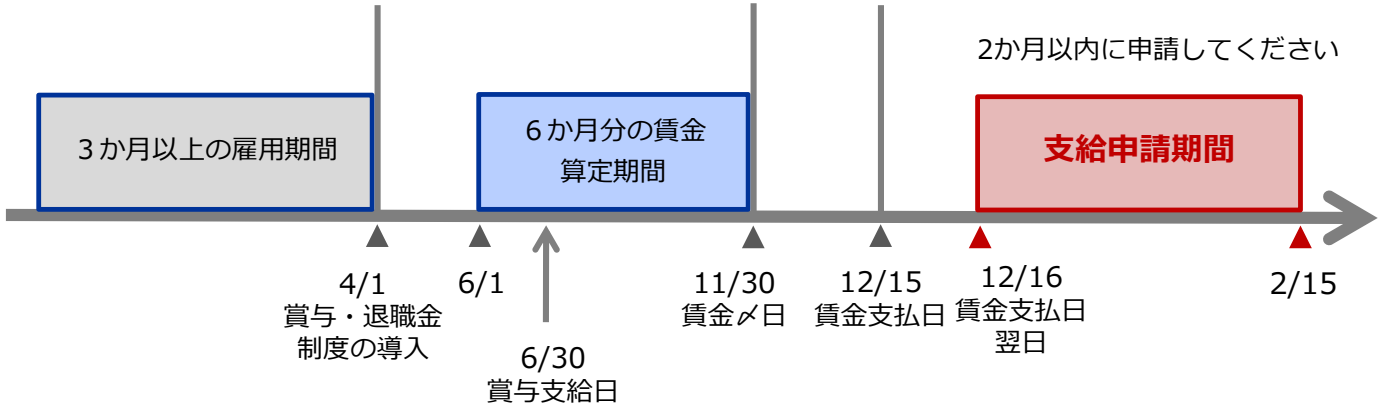 2か月以内に申請してください
３か月以上の雇用期間
６か月分の賃金
算定期間
支給申請期間
4/1
賞与・退職金
制度の導入
6/1
6/30
賞与支給日
11/30
賃金〆日
12/15
賃金支払日
12/16
賃金支払日
翌日
2/15